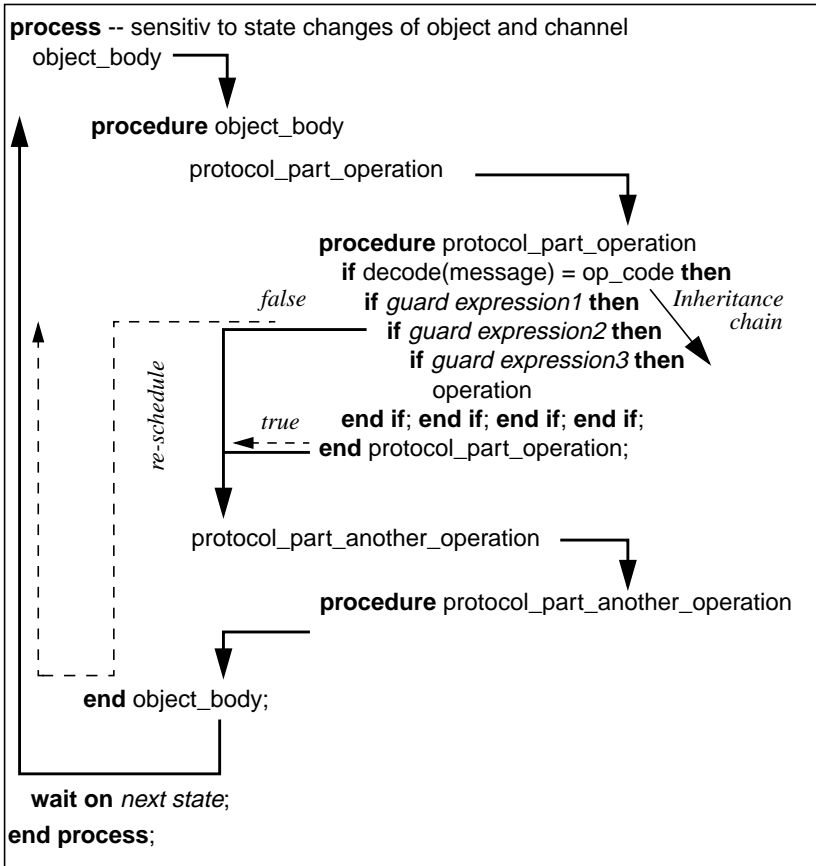 process -- sensitiv to state changes of object and channel
object_body
procedure object_body
protocol_part_operation
procedure protocol_part_operation
if decode(message) = op_code then
false
if guard expression1 then
Inheritance
chain
if guard expression2 then
if guard expression3 then
re-schedule
operation
true
end if; end if; end if; end if;
end protocol_part_operation;
protocol_part_another_operation
procedure protocol_part_another_operation
end object_body;
wait on next state;
end process;